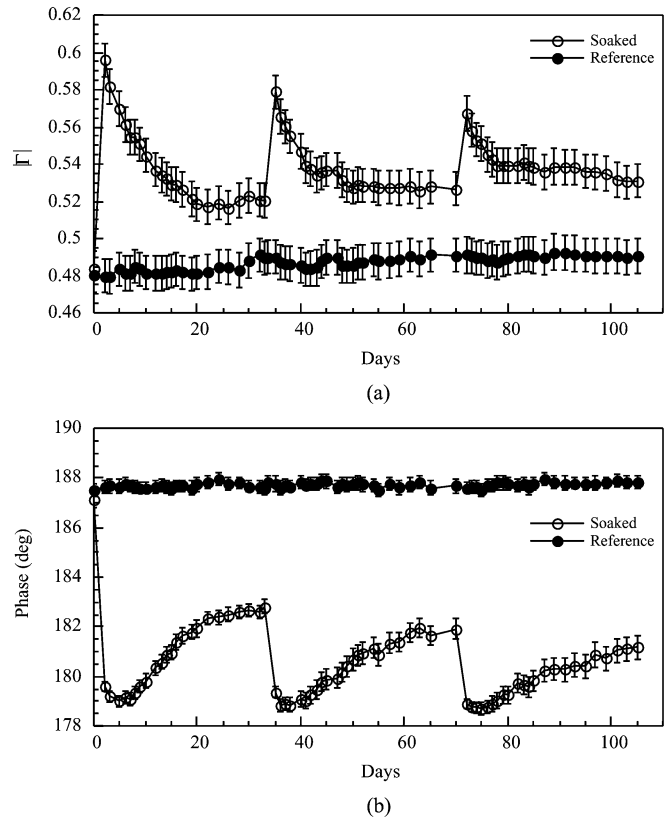 0.62
0.6
0.58
0.56
0.54
0.52
0.5
0.48
0.46
|Γ|
Soaked
Reference
0
20
40
60
80
100
Days
(a)
190
188
186
184
182
180
178
Phase (deg)
Soaked
Reference
0
20
40
60
80
100
Days
(b)